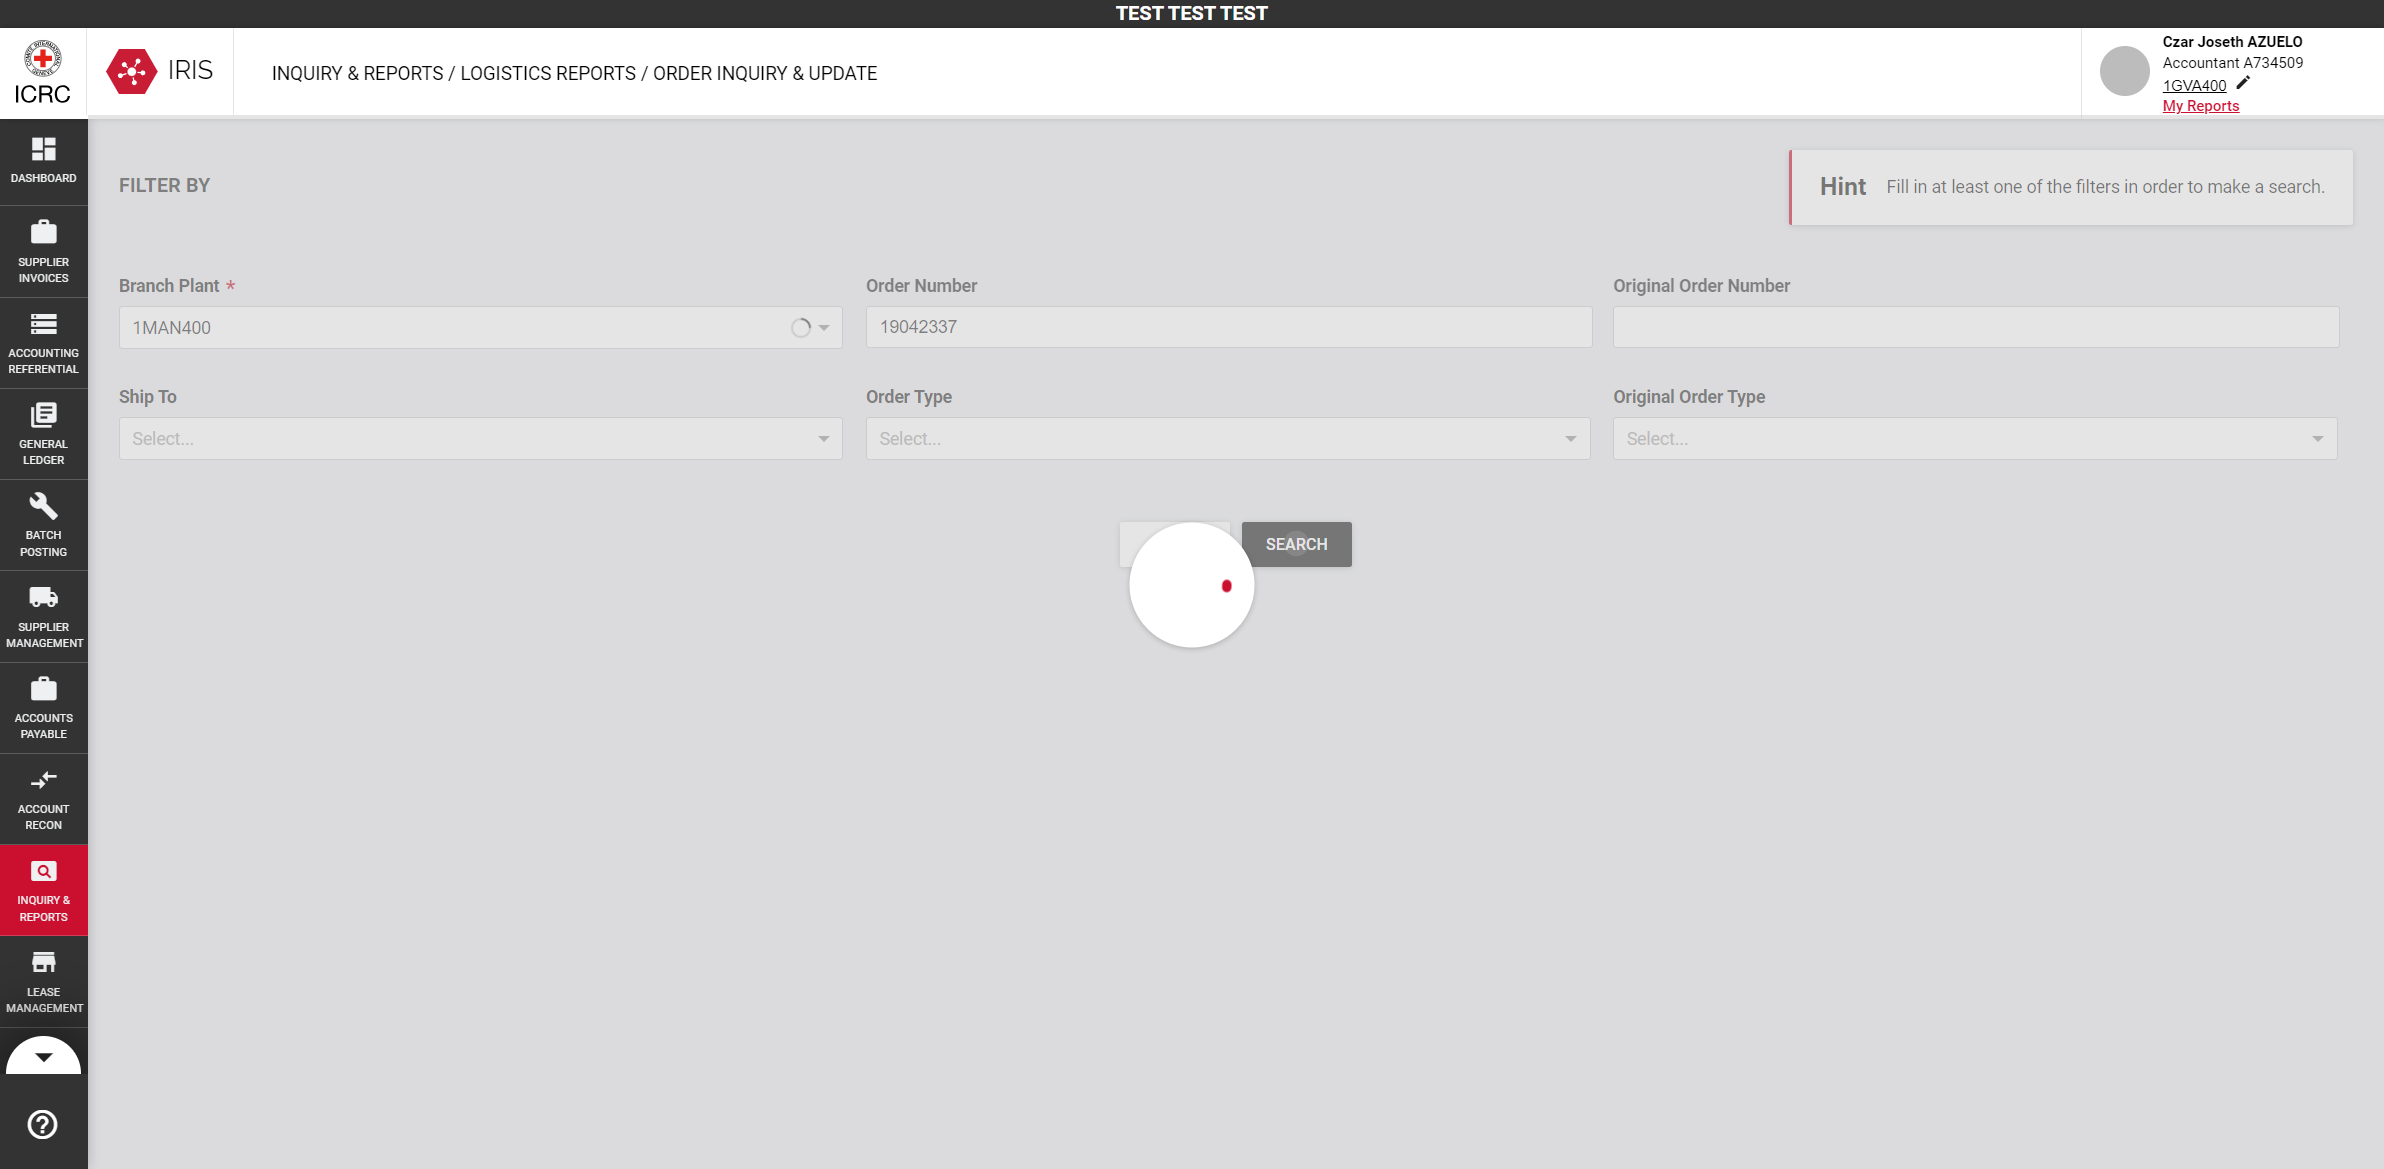 TEST TEST TEST
ICRC
IRIS
INQUIRY & REPORTS / LOGISTICS REPORTS / ORDER INQUIRY & UPDATE
Czar Joseth AZUELO
Accountant A734509
1GVA400
My Reports
DASHBOARD
SUPPLIER
INVOICES
ACCOUNTING
REFERENTIAL
GENERAL
LEDGER
BATCH
POSTING
SUPPLIER
MANAGEMENT
ACCOUNTS
PAYABLE
ACCOUNT
RECON
INQUIRY &
REPORTS
LEASE
MANAGEMENT
FILTER BY
Hint Fill in at least one of the filters in order to make a search.
Branch Plant * Order Number Original Order Number
1MAN400 19042337
Ship To Order Type Original Order Type
Select... Select... Select...
SEARCH